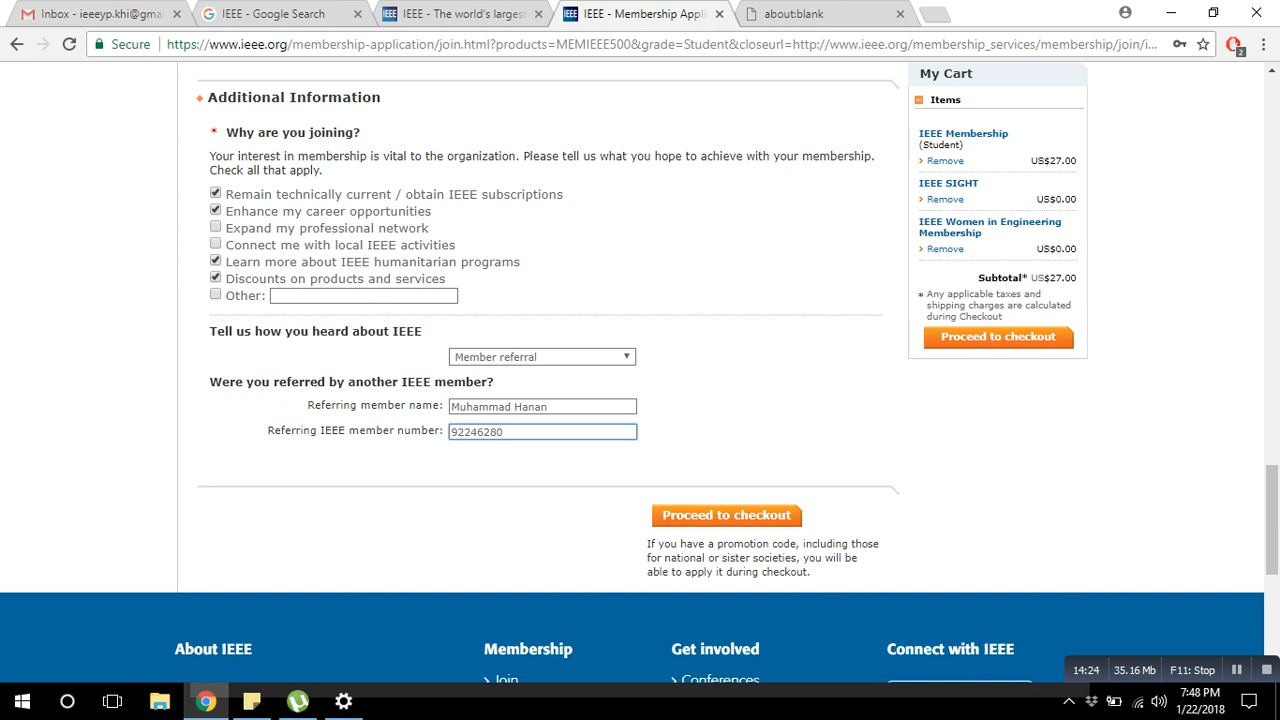 Inbox - ieeeyp.khi@gma
IEEE - Google Search
IEEE - The world's largest
IEEE - Membership Appli
about:blank
Secure
https://www.ieee.org/membership-application/join.html?products=MEMIEEE500&grade=Student&closeurl=http://www.ieee.org/membership_services/membership/join/i...
2
Additional Information
* Why are you joining?
Your interest in membership is vital to the organization. Please tell us what you hope to achieve with your membership.
Check all that apply.
Remain technically current / obtain IEEE subscriptions
Enhance my career opportunities
Expand my professional network
Connect me with local IEEE activities
Learn more about IEEE humanitarian programs
Discounts on products and services
Other:
Tell us how you heard about IEEE
Member referral
Were you referred by another IEEE member?
Referring member name: Muhammad Hanan
Referring IEEE member number: 92246280
Proceed to checkout
If you have a promotion code, including those
for national or sister societies, you will be
able to apply it during checkout.
My Cart
Items
IEEE Membership
(Student)
Remove US$27.00
IEEE SIGHT
Remove US$0.00
IEEE Women in Engineering
Membership
Remove US$0.00
Subtotal* US$27.00
* Any applicable taxes and
shipping charges are calculated
during Checkout
Proceed to checkout
About IEEE
Membership
Get involved
Connect with IEEE
Join
Conferences
14:24
35.16 Mb
F11: Stop
7:48 PM
1/22/2018